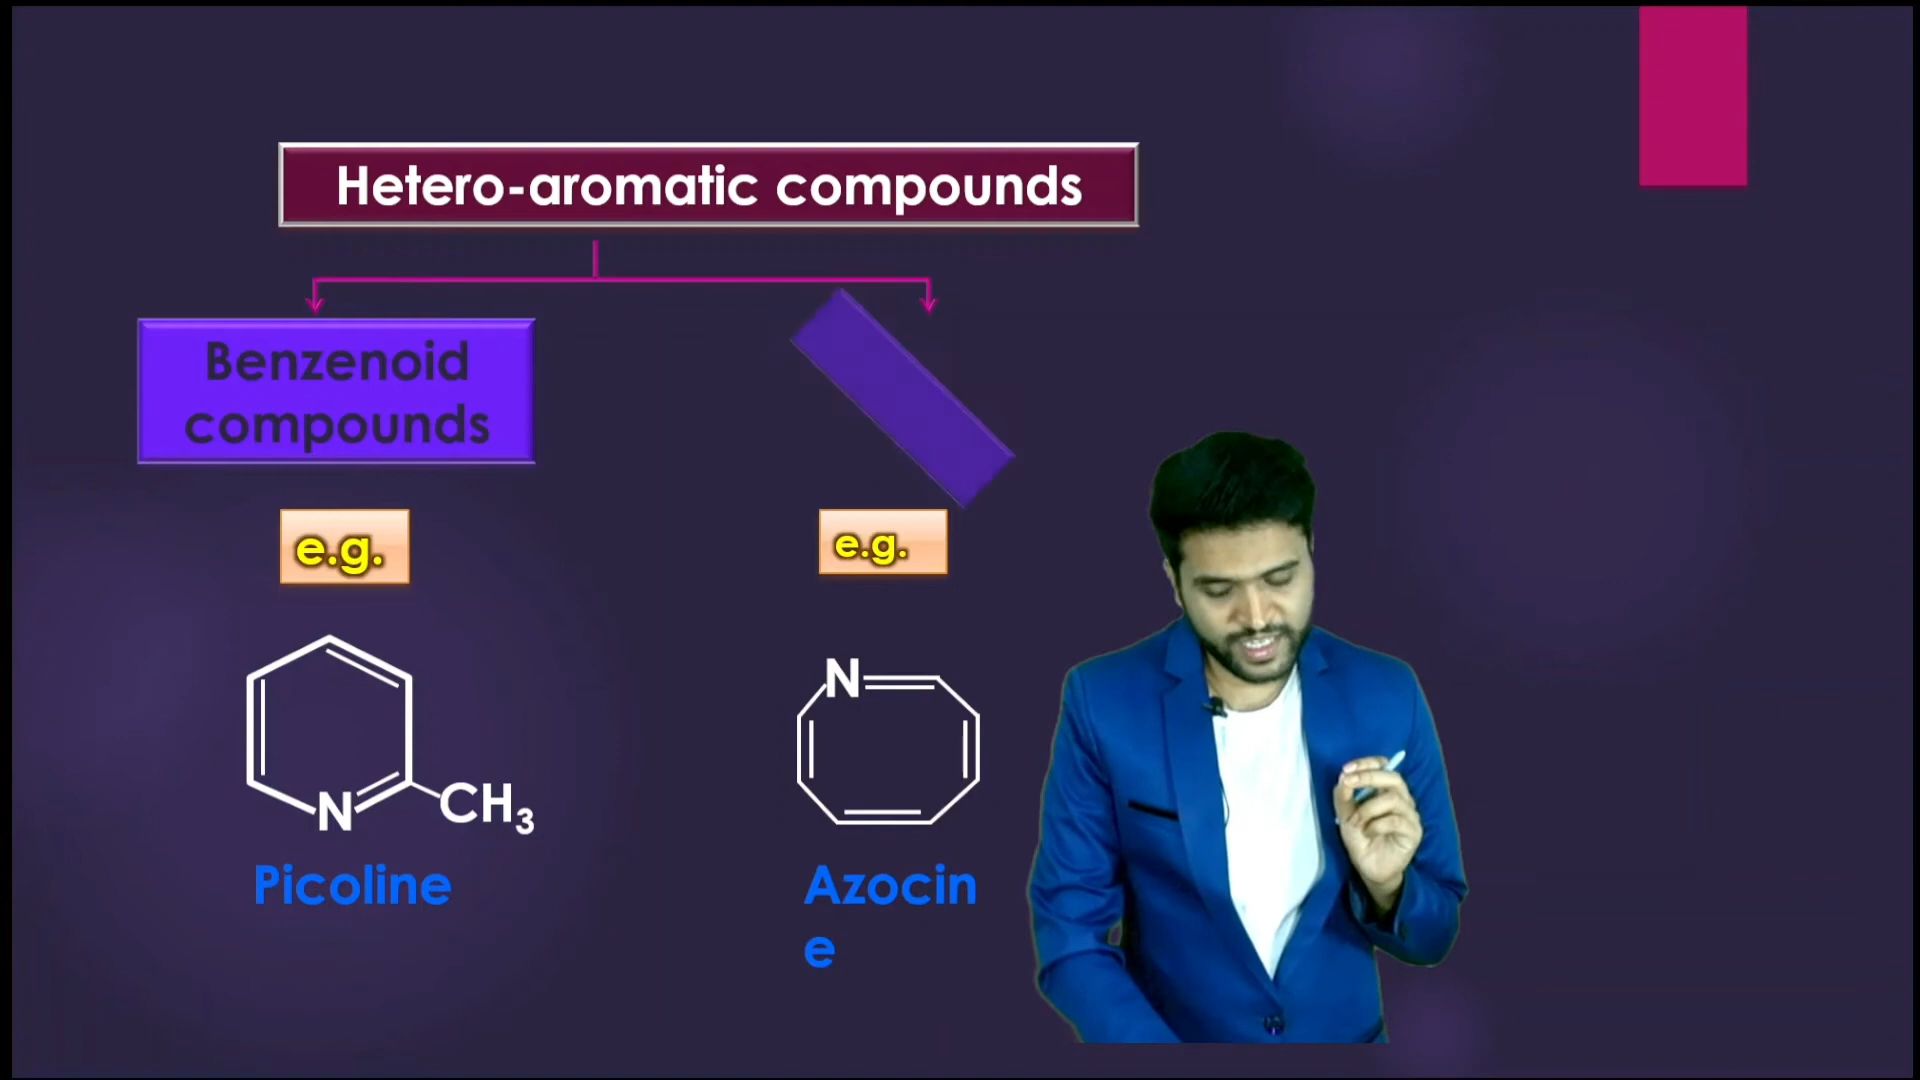 Hetero-aromatic compounds
Benzenoid
compounds
e.g.
e.g.
N
CH3
N
Picoline
Azocin
e